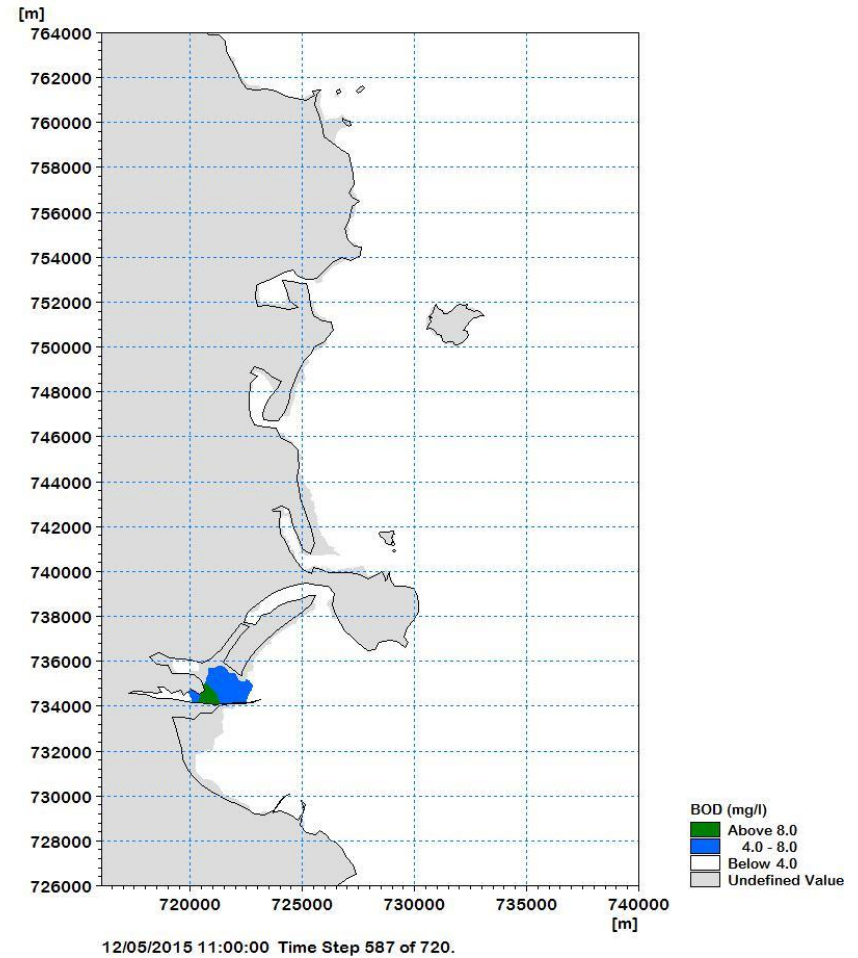 [m]
764000
762000
760000
758000
756000
754000
752000
750000
748000
746000
744000
742000
740000
738000
736000
734000
732000
730000
728000
726000
720000 725000 730000 735000 740000
[m]
BOD (mg/l)
Above 8.0
4.0 - 8.0
Below 4.0
Undefined Value
12/05/2015 11:00:00 Time Step 587 of 720.